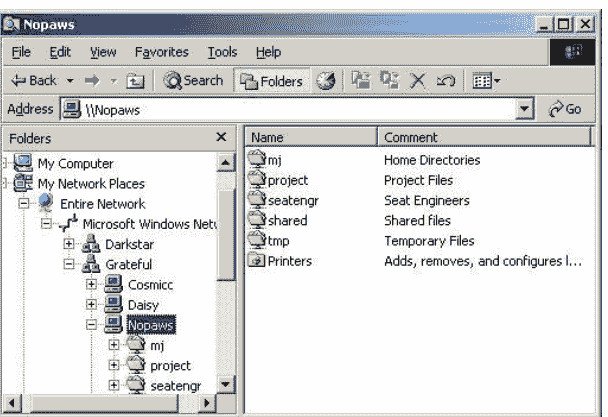 Nopaws
File Edit View Favorites Tools Help
Back Search Folders
Address \\Nopaws Go
Folders
My Computer
My Network Places
Entire Network
Microsoft Windows Netw
Darkstar
Grateful
Cosmicc
Daisy
Nopaws
mj
project
seatengr
Name Comment
mj Home Directories
project Project Files
seatengr Seat Engineers
shared Shared files
tmp Temporary Files
Printers Adds, removes, and configures l...